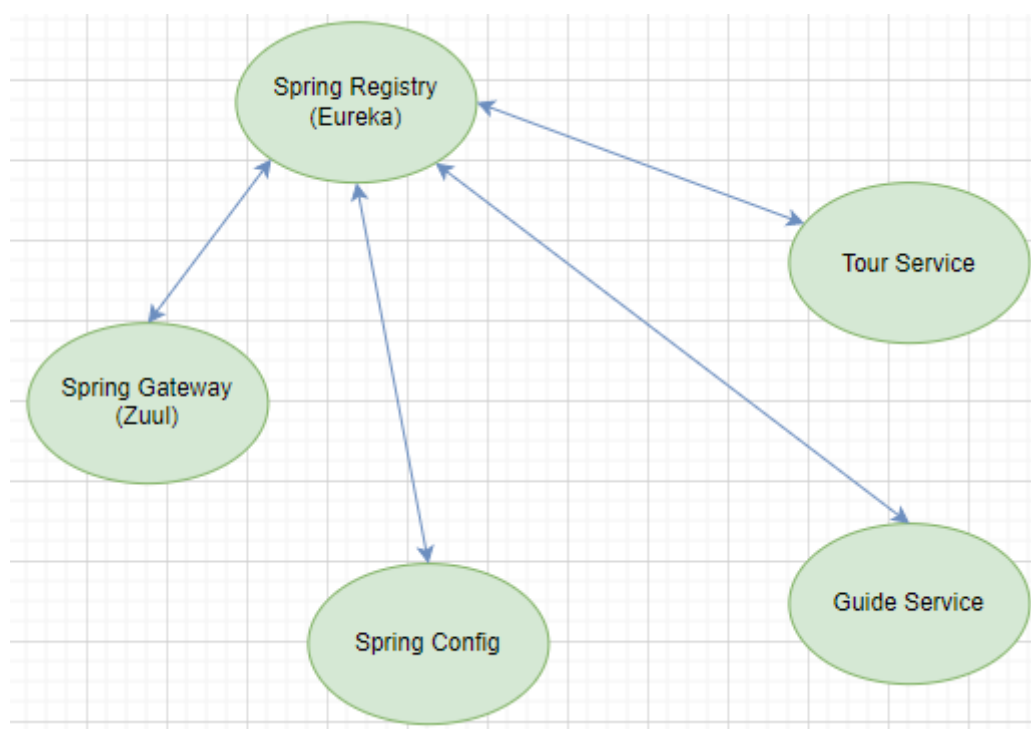 Spring Registry
(Eureka)
Tour Service
Spring Gateway
(Zuul)
Guide Service
Spring Config